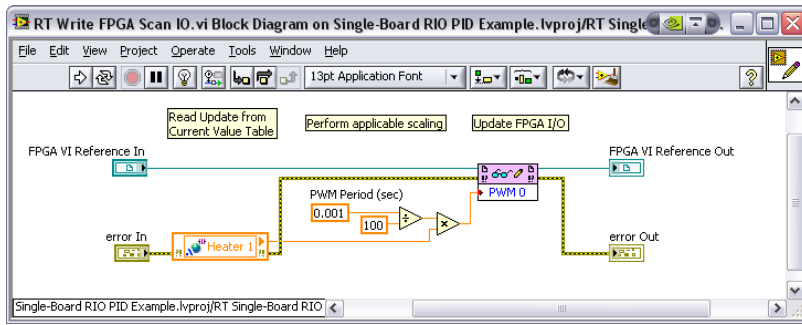 RT Write FPGA Scan IO.vi Block Diagram on Single-Board RIO PID Example.lvproj/RT Single
File Edit View Project Operate Tools Window Help
13pt Application Font
Read Update from
Current Value Table
Perform applicable scaling
Update FPGA I/O
FPGA VI Reference In
FPGA VI Reference Out
PWM Period (sec)
PWM 0
0.001
100
error In
Heater 1
error Out
Single-Board RIO PID Example.lvproj/RT Single-Board RIO